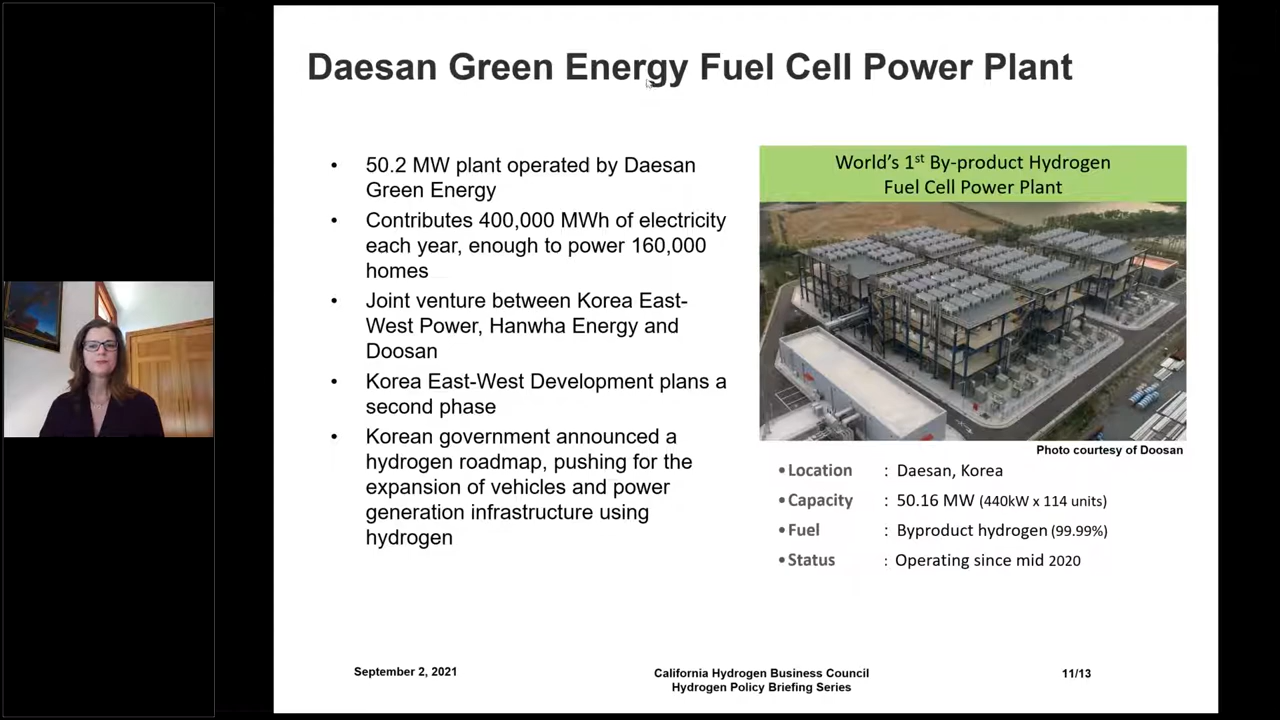 Daesan Green Energy Fuel Cell Power Plant
• 50.2 MW plant operated by Daesan
Green Energy
• Contributes 400,000 MWh of electricity
each year, enough to power 160,000
homes
• Joint venture between Korea East-
West Power, Hanwha Energy and
Doosan
• Korea East-West Development plans a
second phase
• Korean government announced a
hydrogen roadmap, pushing for the
expansion of vehicles and power
generation infrastructure using
hydrogen
World's 1st By-product Hydrogen
Fuel Cell Power Plant
Photo courtesy of Doosan
•Location : Daesan, Korea
•Capacity : 50.16 MW (440kW x 114 units)
•Fuel : Byproduct hydrogen (99.99%)
•Status : Operating since mid 2020
September 2, 2021
California Hydrogen Business Council
Hydrogen Policy Briefing Series
11/13